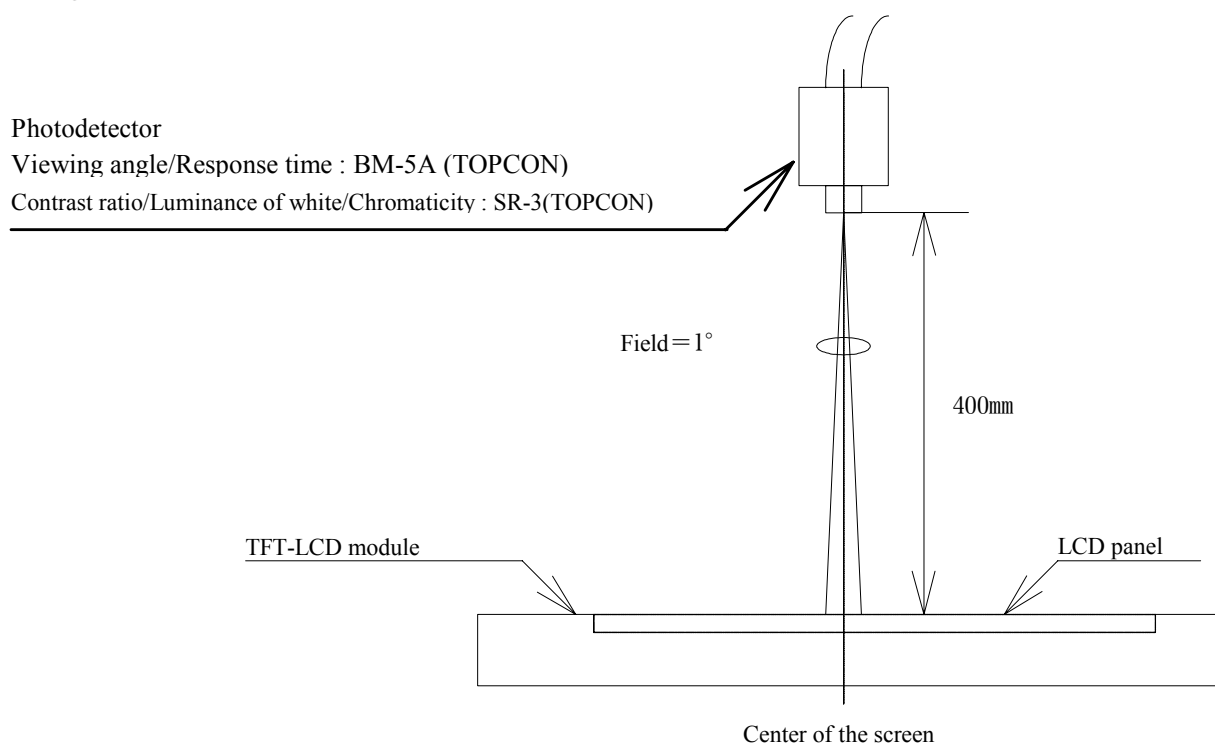 Photodetector
Viewing angle/Response time : BM-5A (TOPCON)
Contrast ratio/Luminance of white/Chromaticity : SR-3(TOPCON)
Field＝1°
400㎜
TFT-LCD module
LCD panel
Center of the screen